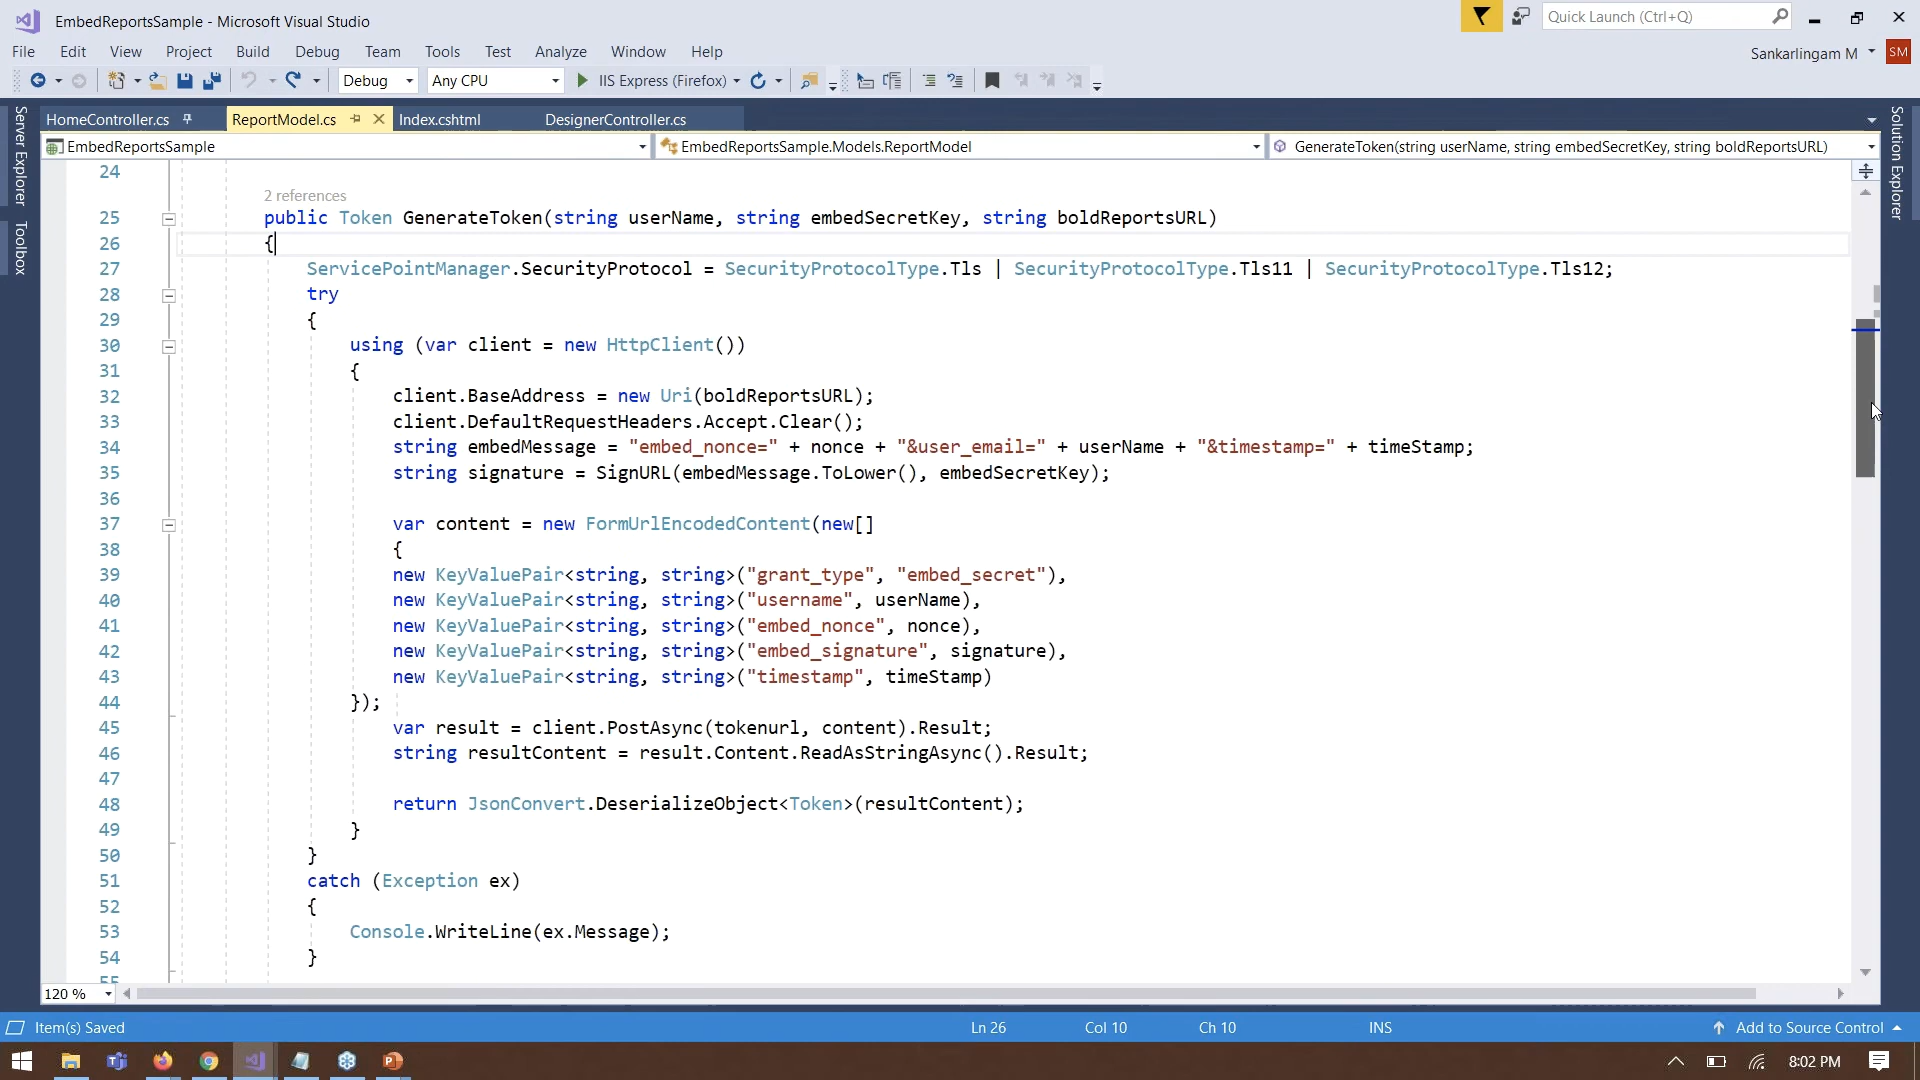 EmbedReportsSample - Microsoft Visual Studio
Quick Launch (Ctrl+Q)
File Edit View Project Build Debug Team Tools Test Analyze Window Help
Sankarlingam M SM
Debug Any CPU IIS Express (Firefox)
HomeController.cs ReportModel.cs Index.cshtml DesignerController.cs
EmbedReportsSample EmbedReportsSample.Models.ReportModel GenerateToken(string userName, string embedSecretKey, string boldReportsURL)
Server Explorer
Toolbox
Solution Explorer
24
2 references
25 public Token GenerateToken(string userName, string embedSecretKey, string boldReportsURL)
26 {
27 ServicePointManager.SecurityProtocol = SecurityProtocolType.Tls | SecurityProtocolType.Tls11 | SecurityProtocolType.Tls12;
28 try
29 {
30 using (var client = new HttpClient())
31 {
32 client.BaseAddress = new Uri(boldReportsURL);
33 client.DefaultRequestHeaders.Accept.Clear();
34 string embedMessage = "embed_nonce=" + nonce + "&user_email=" + userName + "&timestamp=" + timeStamp;
35 string signature = SignURL(embedMessage.ToLower(), embedSecretKey);
36
37 var content = new FormUrlEncodedContent(new[]
38 {
39 new KeyValuePair<string, string>("grant_type", "embed_secret"),
40 new KeyValuePair<string, string>("username", userName),
41 new KeyValuePair<string, string>("embed_nonce", nonce),
42 new KeyValuePair<string, string>("embed_signature", signature),
43 new KeyValuePair<string, string>("timestamp", timeStamp)
44 });
45 var result = client.PostAsync(tokenurl, content).Result;
46 string resultContent = result.Content.ReadAsStringAsync().Result;
47
48 return JsonConvert.DeserializeObject<Token>(resultContent);
49 }
50 }
51 catch (Exception ex)
52 {
53 Console.WriteLine(ex.Message);
54 }
55
120 %
Item(s) Saved Ln 26 Col 10 Ch 10 INS Add to Source Control
8:02 PM